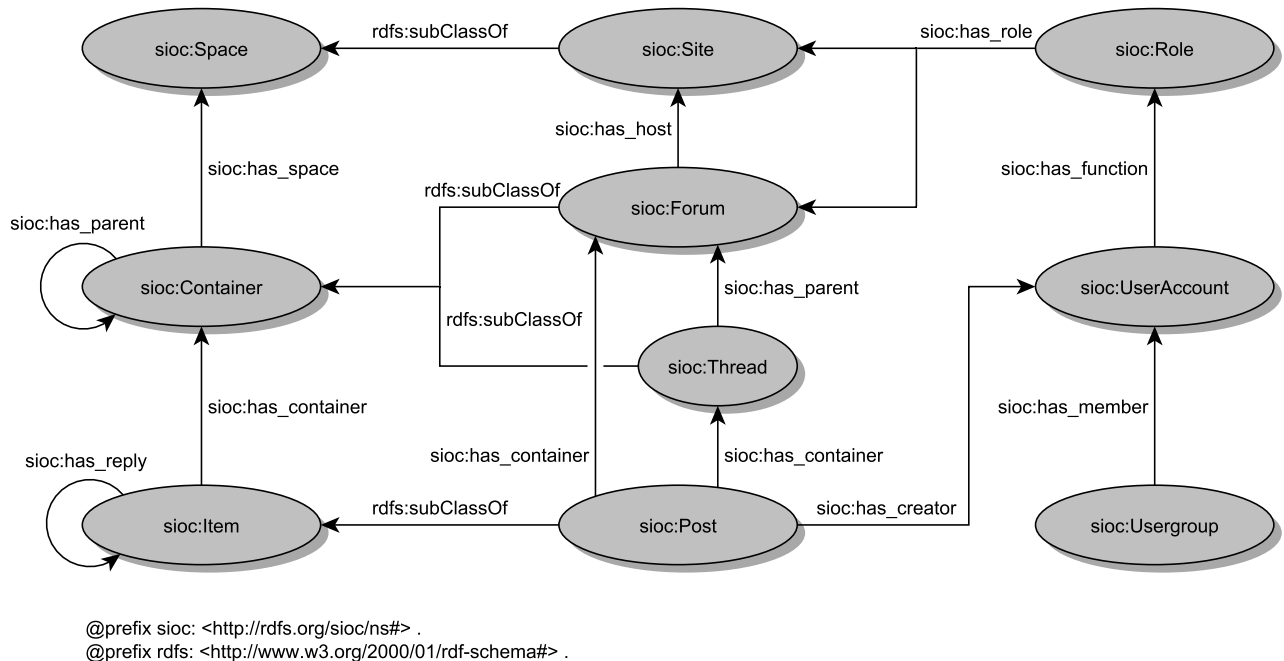 sioc:Space
rdfs:subClassOf
sioc:Site
sioc:has_role
sioc:Role
sioc:has_host
sioc:has_space
rdfs:subClassOf
sioc:Forum
sioc:has_function
sioc:has_parent
sioc:Container
rdfs:subClassOf
sioc:has_parent
sioc:UserAccount
sioc:Thread
sioc:has_container
sioc:has_member
sioc:has_reply
sioc:has_container
sioc:has_container
sioc:Item
rdfs:subClassOf
sioc:Post
sioc:has_creator
sioc:Usergroup
@prefix sioc: <http://rdfs.org/sioc/ns#> .
@prefix rdfs: <http://www.w3.org/2000/01/rdf-schema#> .